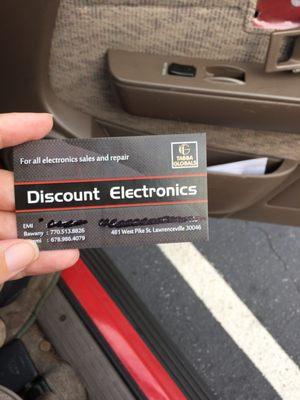 For all electronics sales and repair
TABBA
GLOBALS
Discount Electronics
EMI
Bawany : 770.513.8826
481 West Pike St. Lawrenceville 30046
: 678.986.4079